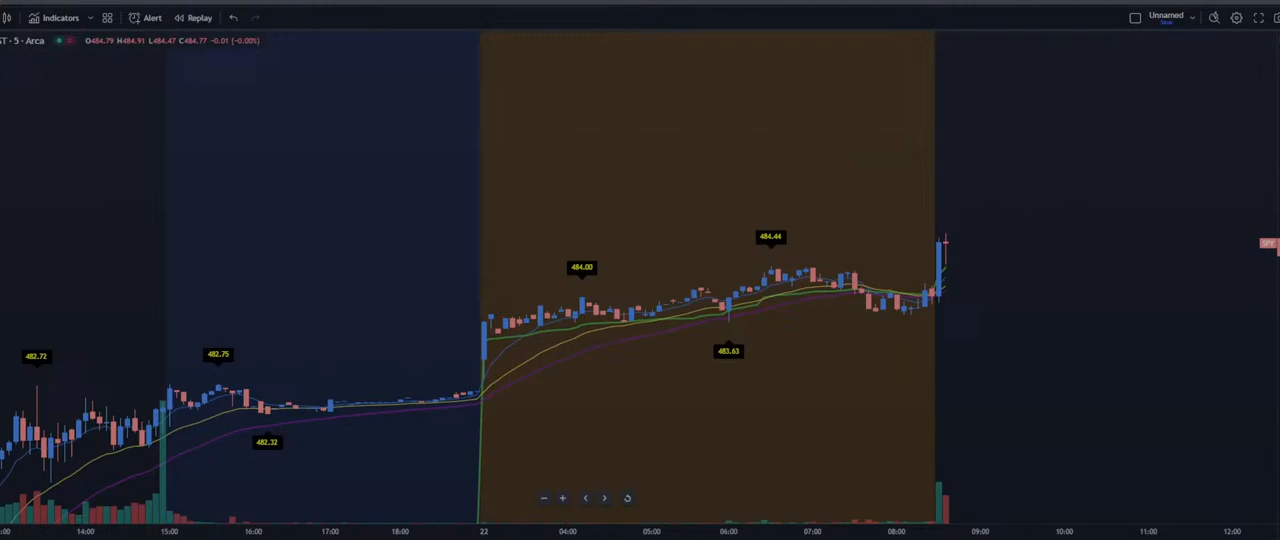 Indicators Alert Replay Unnamed
Save
ST · 5 · Arca O484.79 H484.91 L484.47 C484.77 -0.01 (-0.00%)
484.44
SPY
484.00
483.63
482.72 482.75
482.32
:00 14:00 15:00 16:00 17:00 18:00 22 04:00 05:00 06:00 07:00 08:00 09:00 10:00 11:00 12:00